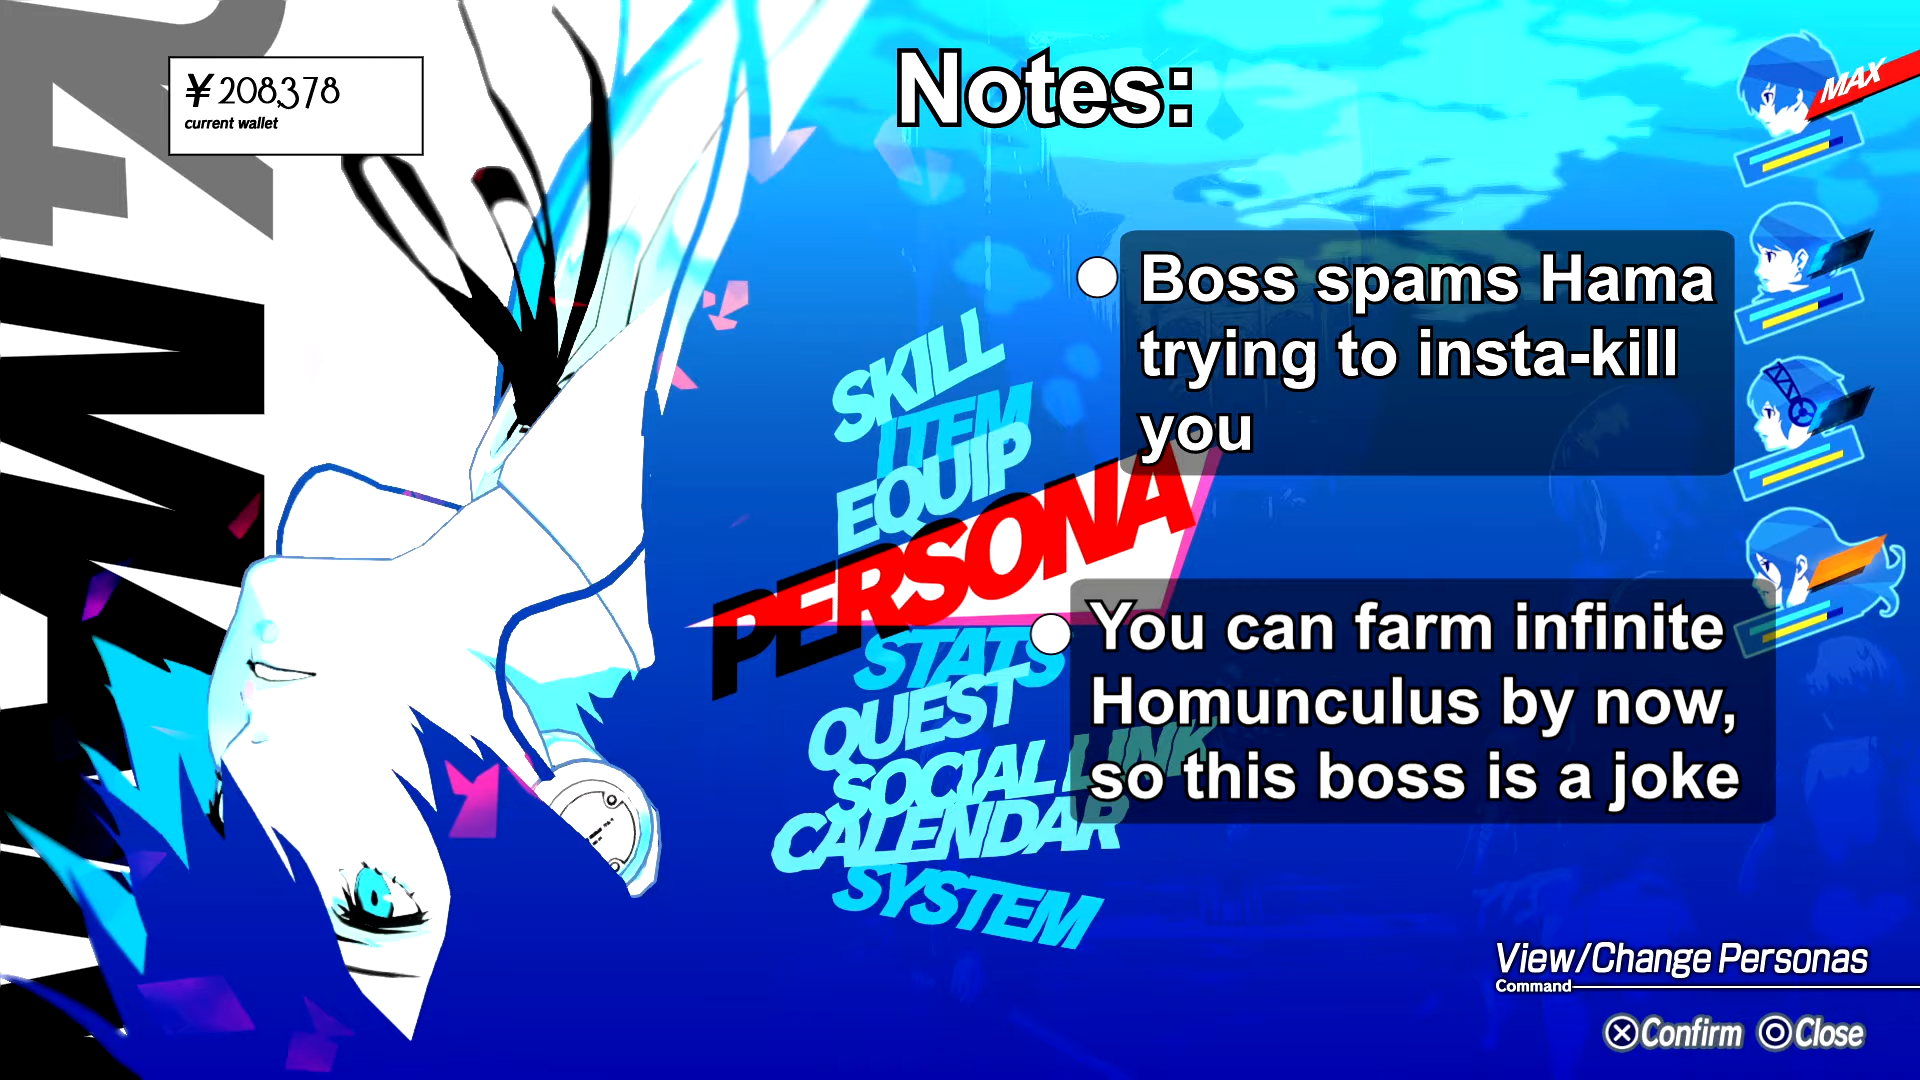 ¥208,378
current wallet
Notes:
MAX
Boss spams Hama
trying to insta-kill
you
SKILL
ITEM
EQUIP
PERSONA
STATS
QUEST
SOCIAL LINK
CALENDAR
SYSTEM
You can farm infinite
Homunculus by now,
so this boss is a joke
View/Change Personas
Command
Confirm Close